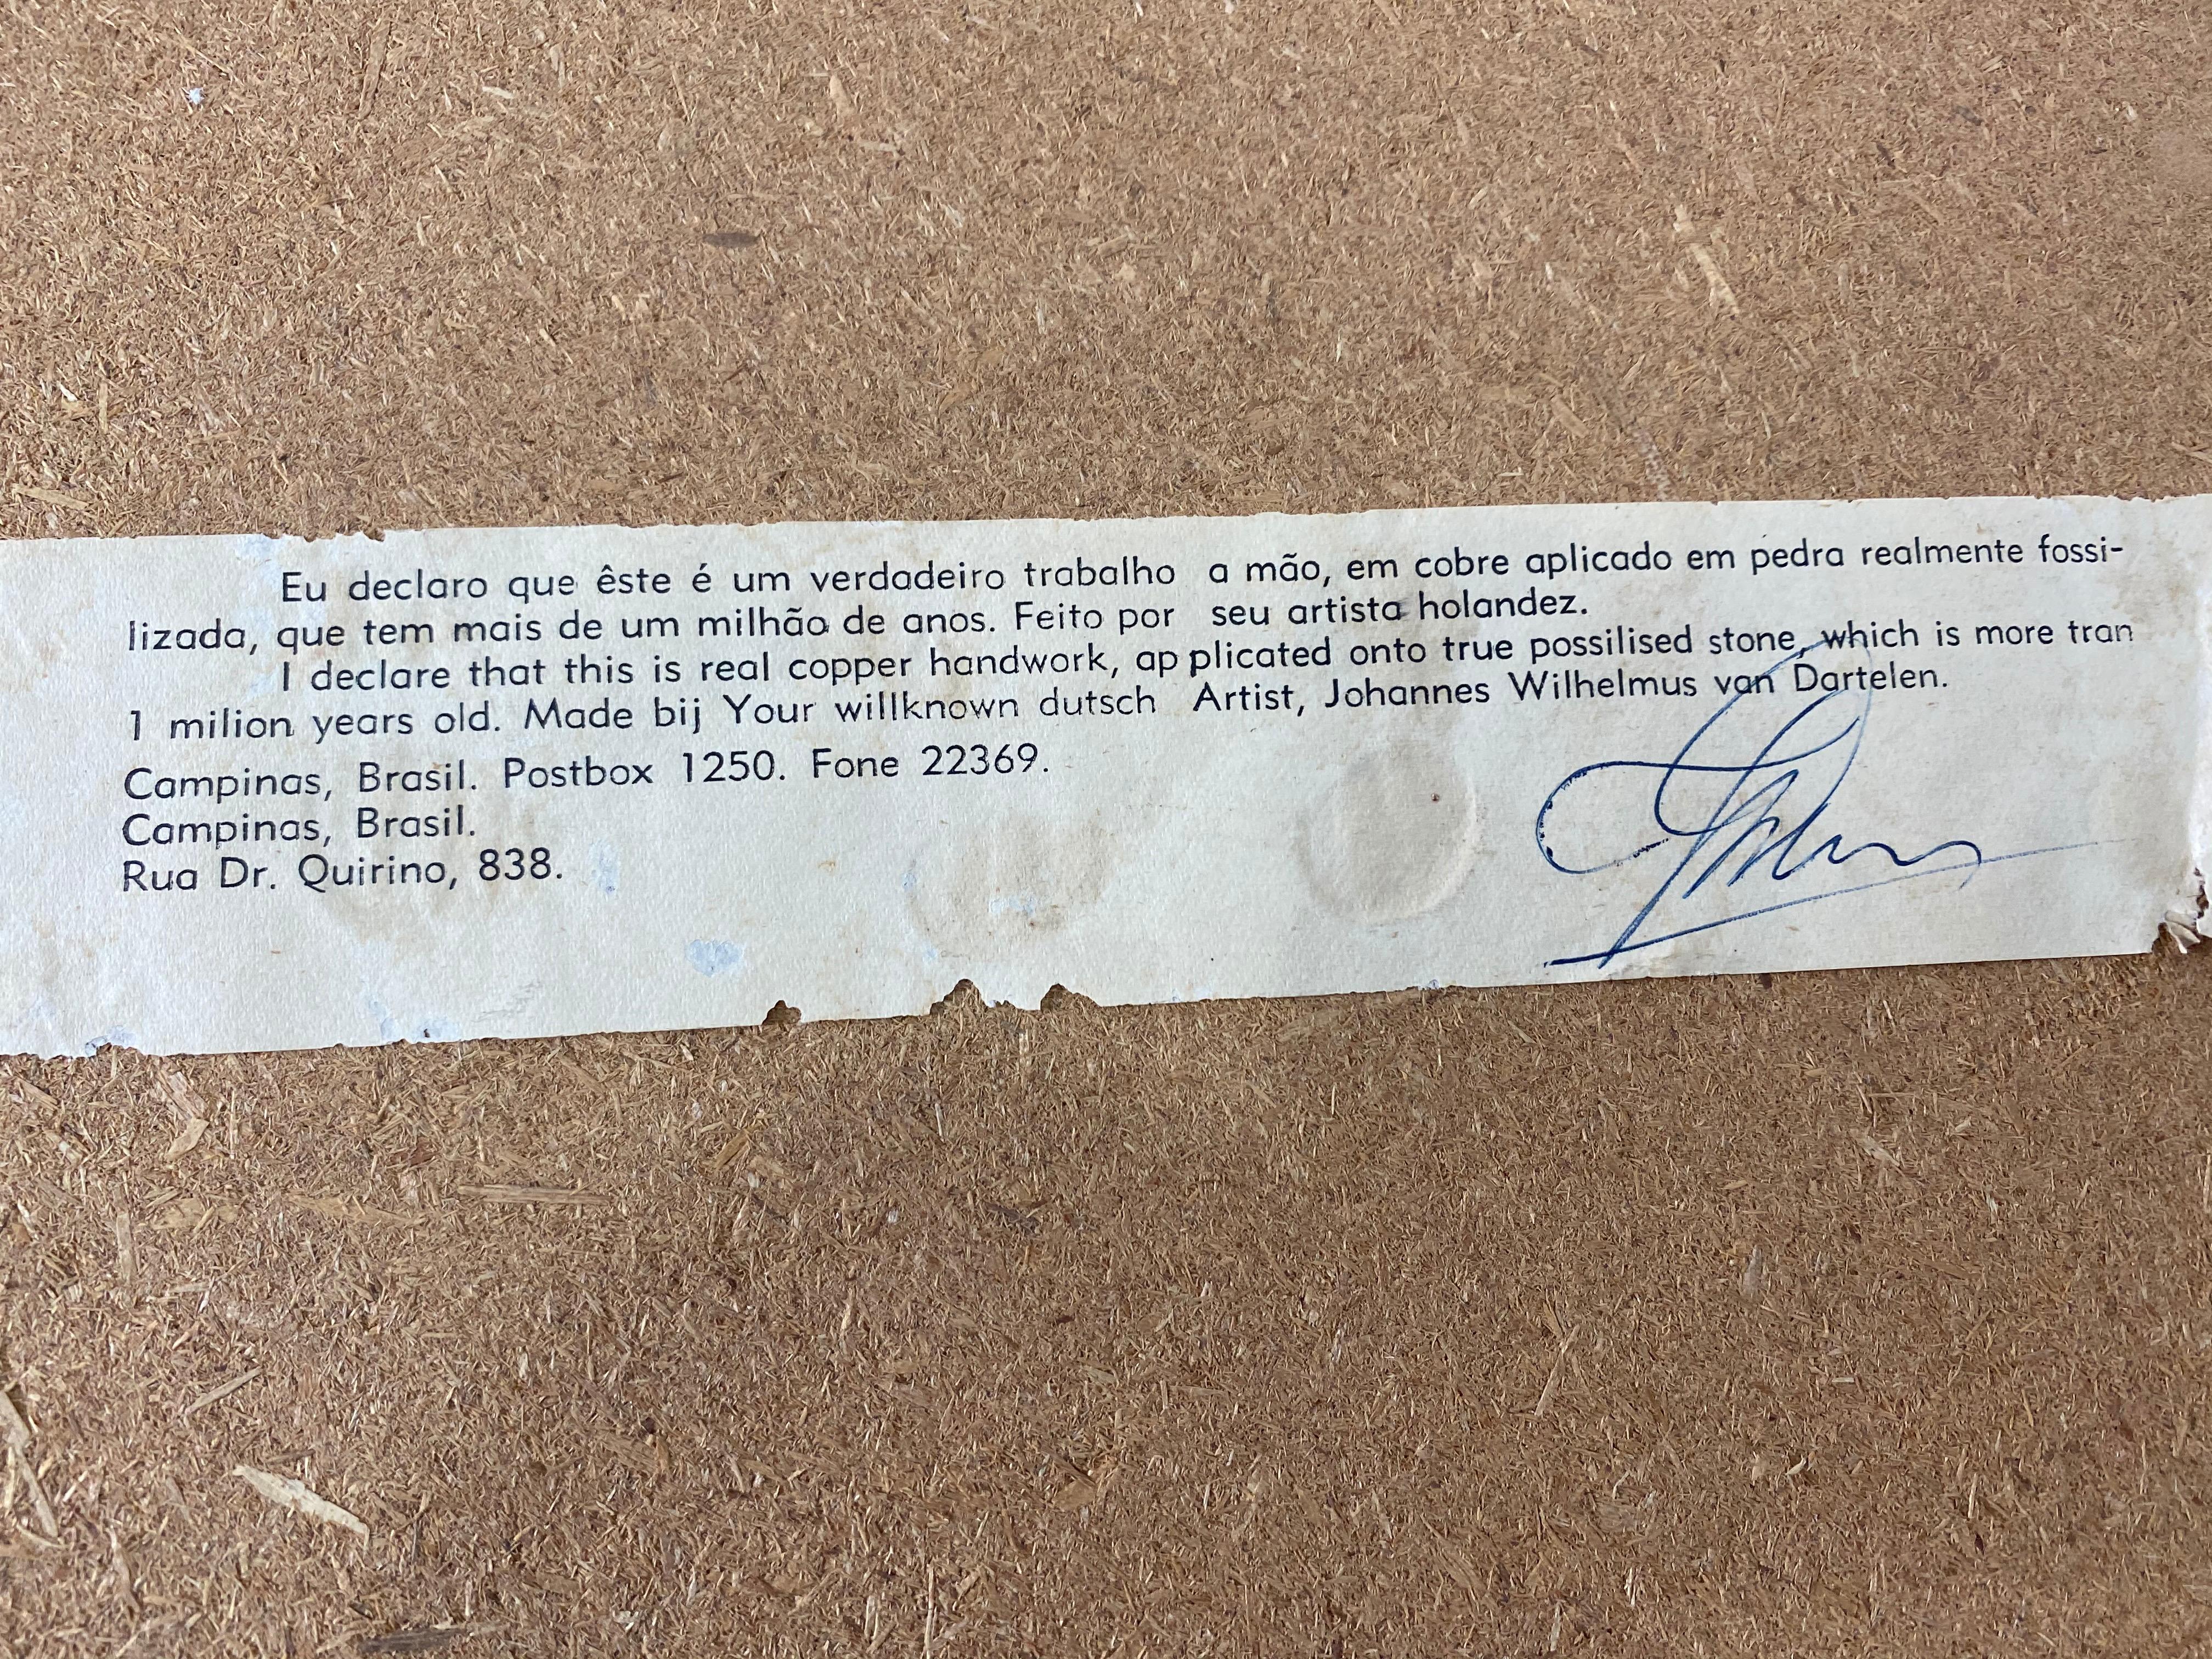 Eu declaro que êste é um verdadeiro trabalho a mão, em cobre aplicado em pedra realmente fossi-
lizada, que tem mais de um milhão de anos. Feito por seu artista holandez.
I declare that this is real copper handwork, ap plicated onto true possilised stone, which is more tran
1 milion years old. Made bij Your willknown dutsch Artist, Johannes Wilhelmus van Dartelen.
Campinas, Brasil. Postbox 1250. Fone 22369.
Campinas, Brasil.
Rua Dr. Quirino, 838.